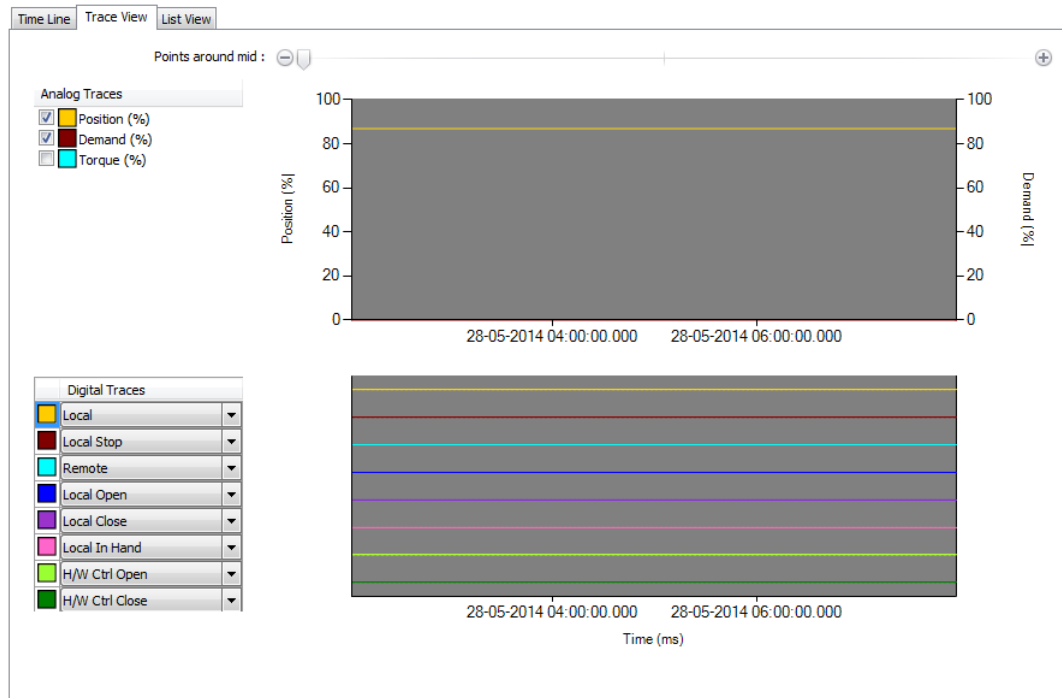 Time Line Trace View List View
Points around mid :
Analog Traces
Position (%)
Demand (%)
Torque (%)
100
80
60
40
20
0
Position (%)
100
80
60
40
20
0
Demand (%)
28-05-2014 04:00:00.000 28-05-2014 06:00:00.000
Digital Traces
Local
Local Stop
Remote
Local Open
Local Close
Local In Hand
H/W Ctrl Open
H/W Ctrl Close
28-05-2014 04:00:00.000 28-05-2014 06:00:00.000
Time (ms)